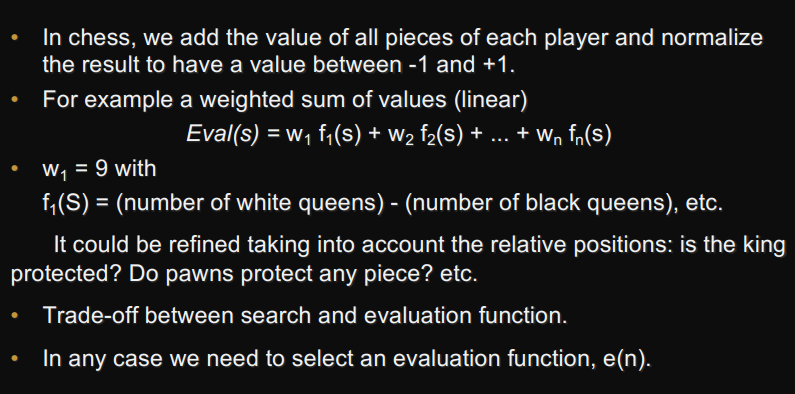 • In chess, we add the value of all pieces of each player and normalize
the result to have a value between -1 and +1.
• For example a weighted sum of values (linear)
Eval(s) = w₁ f₁(s) + w₂ f₂(s) + ... + wₙ fₙ(s)
• w₁ = 9 with
f₁(S) = (number of white queens) - (number of black queens), etc.
It could be refined taking into account the relative positions: is the king
protected? Do pawns protect any piece? etc.
• Trade-off between search and evaluation function.
• In any case we need to select an evaluation function, e(n).